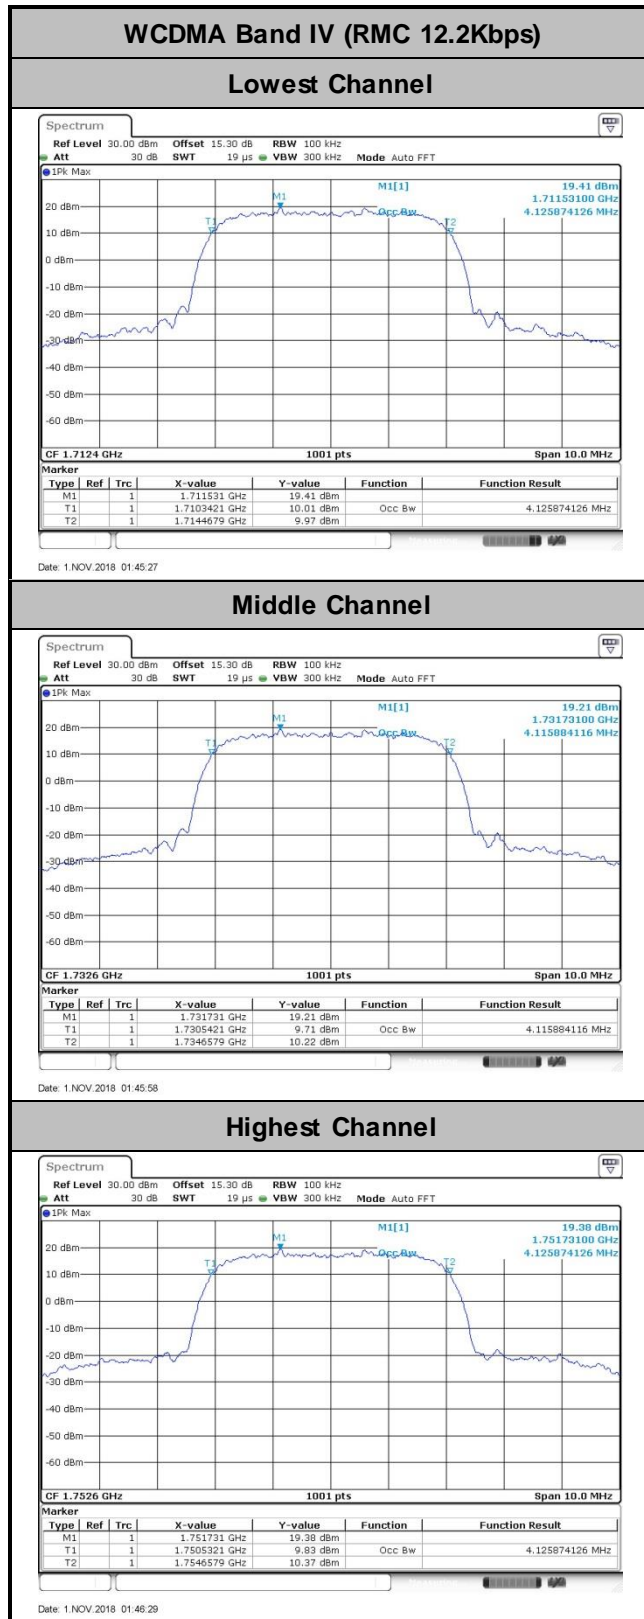 WCDMA Band IV (RMC 12.2Kbps)
Lowest Channel
Spectrum
Ref Level 30.00 dBm Offset 15.30 dB RBW 100 kHz
Att 30 dB SWT 19 µs VBW 300 kHz Mode Auto FFT
1Pk Max
M1[1] 19.41 dBm
1.71153100 GHz
Occ Bw 4.125874126 MHz
M1
T1
T2
20 dBm
10 dBm
0 dBm
-10 dBm
-20 dBm
-30 dBm
-40 dBm
-50 dBm
-60 dBm
CF 1.7124 GHz 1001 pts Span 10.0 MHz
Marker
Type Ref Trc X-value Y-value Function Function Result
M1 1 1.711531 GHz 19.41 dBm
T1 1 1.7103421 GHz 10.01 dBm Occ Bw 4.125874126 MHz
T2 1 1.7144679 GHz 9.97 dBm
Date: 1.NOV.2018 01:45:27
Middle Channel
Spectrum
Ref Level 30.00 dBm Offset 15.30 dB RBW 100 kHz
Att 30 dB SWT 19 µs VBW 300 kHz Mode Auto FFT
1Pk Max
M1[1] 19.21 dBm
1.73173100 GHz
Occ Bw 4.115884116 MHz
M1
T1
T2
20 dBm
10 dBm
0 dBm
-10 dBm
-20 dBm
-30 dBm
-40 dBm
-50 dBm
-60 dBm
CF 1.7326 GHz 1001 pts Span 10.0 MHz
Marker
Type Ref Trc X-value Y-value Function Function Result
M1 1 1.731731 GHz 19.21 dBm
T1 1 1.7305421 GHz 9.71 dBm Occ Bw 4.115884116 MHz
T2 1 1.7346579 GHz 10.22 dBm
Date: 1.NOV.2018 01:45:58
Highest Channel
Spectrum
Ref Level 30.00 dBm Offset 15.30 dB RBW 100 kHz
Att 30 dB SWT 19 µs VBW 300 kHz Mode Auto FFT
1Pk Max
M1[1] 19.38 dBm
1.75173100 GHz
Occ Bw 4.125874126 MHz
M1
T1
T2
20 dBm
10 dBm
0 dBm
-10 dBm
-20 dBm
-30 dBm
-40 dBm
-50 dBm
-60 dBm
CF 1.7526 GHz 1001 pts Span 10.0 MHz
Marker
Type Ref Trc X-value Y-value Function Function Result
M1 1 1.751731 GHz 19.38 dBm
T1 1 1.7505321 GHz 9.83 dBm Occ Bw 4.125874126 MHz
T2 1 1.7546579 GHz 10.37 dBm
Date: 1.NOV.2018 01:46:29